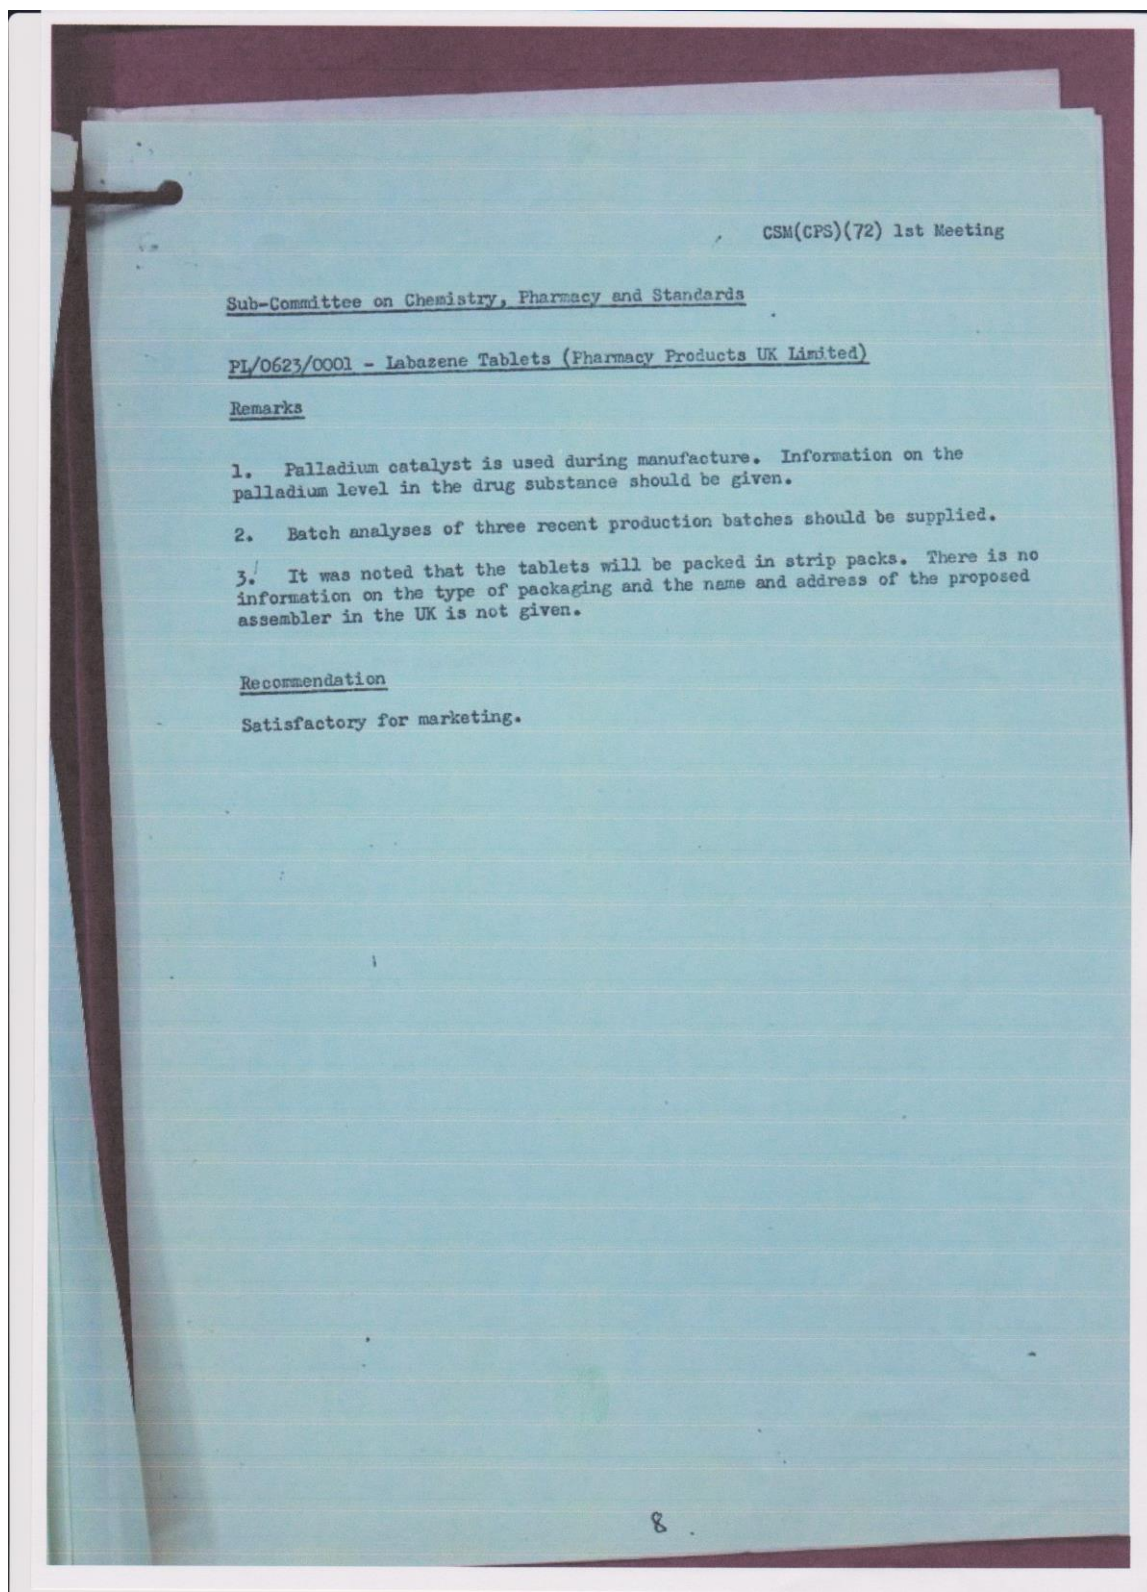 CSM(CPS)(72) 1st Meeting
Sub-Committee on Chemistry, Pharmacy and Standards
PL/0623/0001 - Labazene Tablets (Pharmacy Products UK Limited)
Remarks
1. Palladium catalyst is used during manufacture. Information on the
palladium level in the drug substance should be given.
2. Batch analyses of three recent production batches should be supplied.
3. It was noted that the tablets will be packed in strip packs. There is no
information on the type of packaging and the name and address of the proposed
assembler in the UK is not given.
Recommendation
Satisfactory for marketing.
8